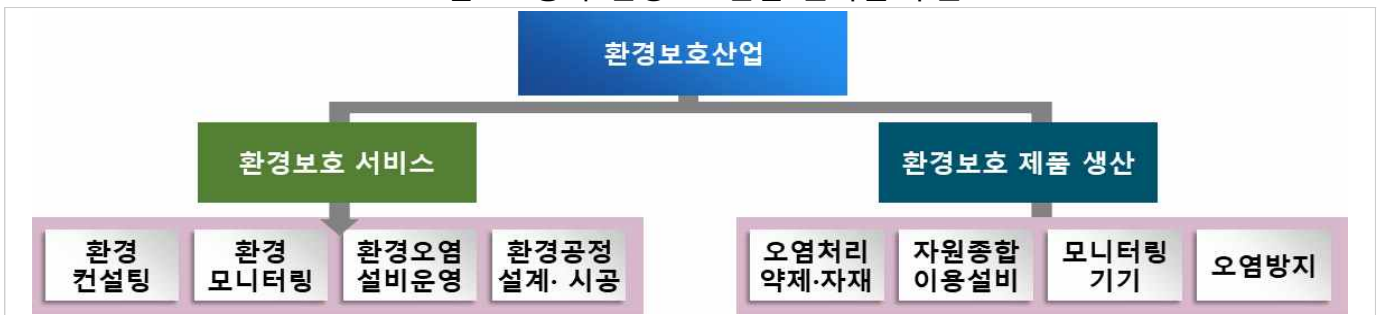 환경보호산업
환경보호 서비스
환경보호 제품 생산
환경
컨설팅
환경
모니터링
환경오염
설비운영
환경공정
설계· 시공
오염처리
약제·자재
자원종합
이용설비
모니터링
기기
오염방지